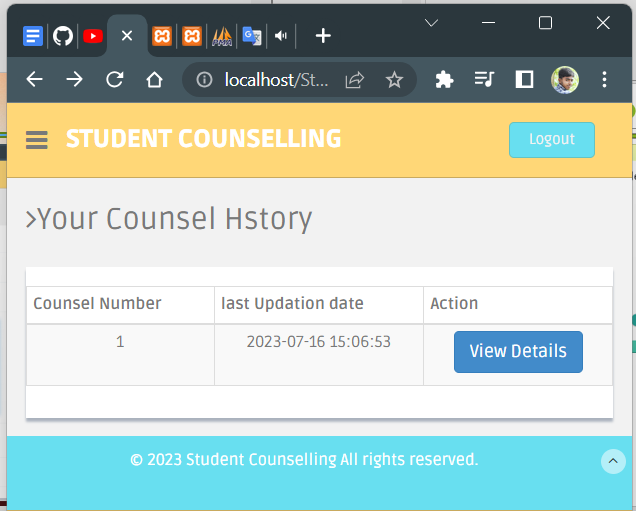 localhost/St...
STUDENT COUNSELLING
Logout
Your Counsel Hstory
Counsel Number last Updation date Action
1 2023-07-16 15:06:53 View Details
© 2023 Student Counselling All rights reserved.